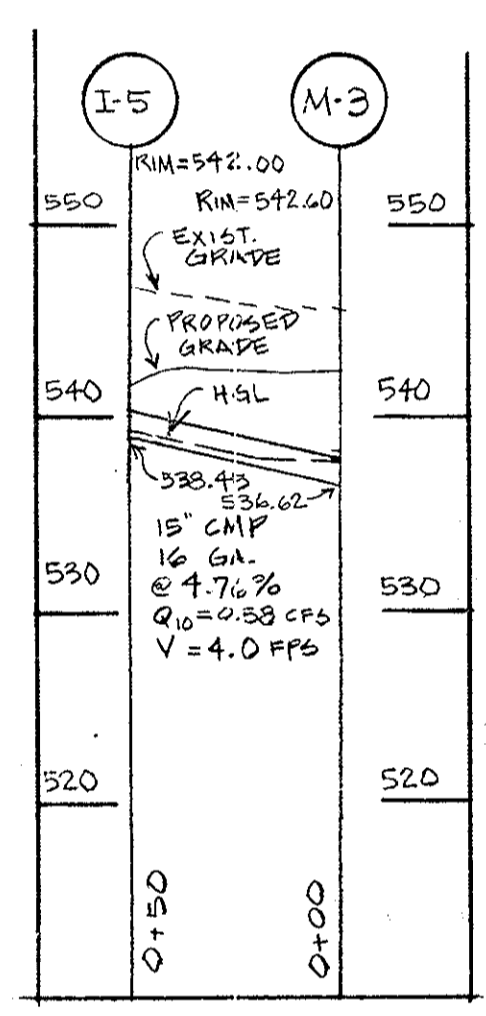 I-5
M-3
RIM=542.00
RIM=542.60
550
550
EXIST.
GRADE
PROPOSED
GRADE
540
540
H.GL
538.43
536.62
15" CMP
16 GA.
@ 4.76%
Q10=0.58 CFS
V = 4.0 FPS
530
530
520
520
0+50
0+00